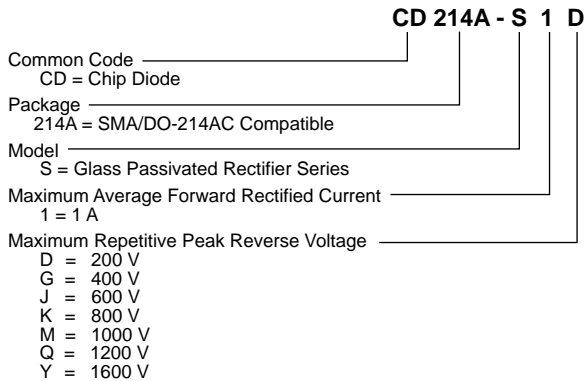 CD 214A - S 1 D
Common Code
CD = Chip Diode
Package
214A = SMA/DO-214AC Compatible
Model
S = Glass Passivated Rectifier Series
Maximum Average Forward Rectified Current
1 = 1 A
Maximum Repetitive Peak Reverse Voltage
D = 200 V
G = 400 V
J = 600 V
K = 800 V
M = 1000 V
Q = 1200 V
Y = 1600 V